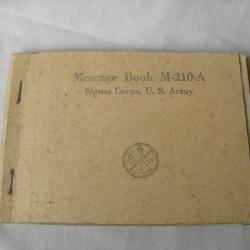 Message Book M-210-A
Signal Corps, U. S. Army